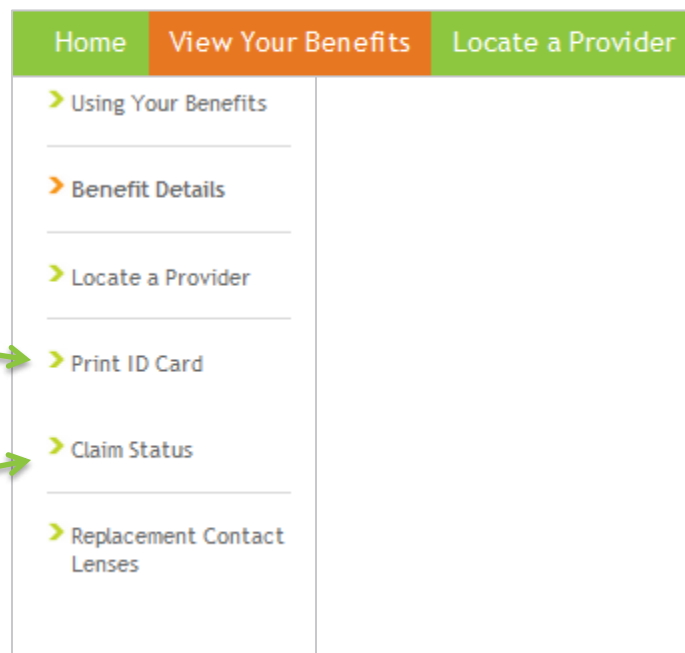 Home View Your Benefits Locate a Provider
Using Your Benefits
Benefit Details
Locate a Provider
Print ID Card
Claim Status
Replacement Contact
Lenses